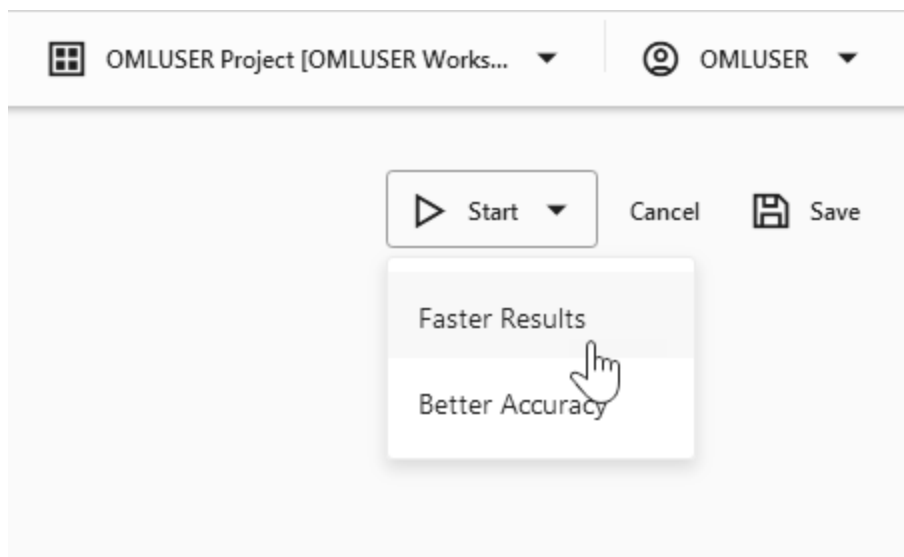 OMLUSER Project [OMLUSER Works... OMLUSER
Start Cancel Save
Faster Results
Better Accuracy